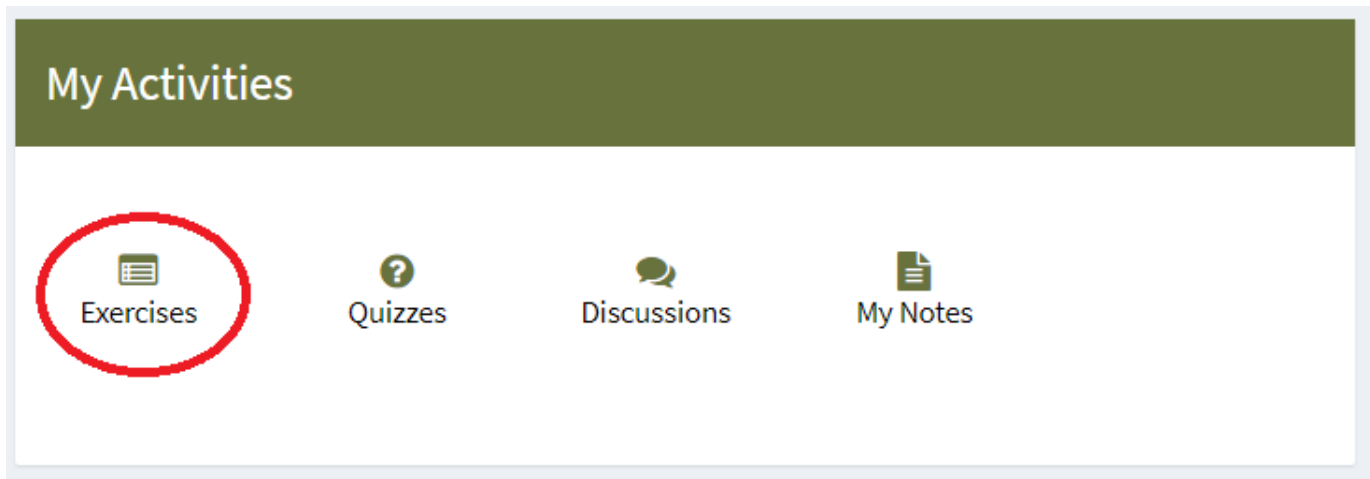 My Activities
Exercises
Quizzes
Discussions
My Notes